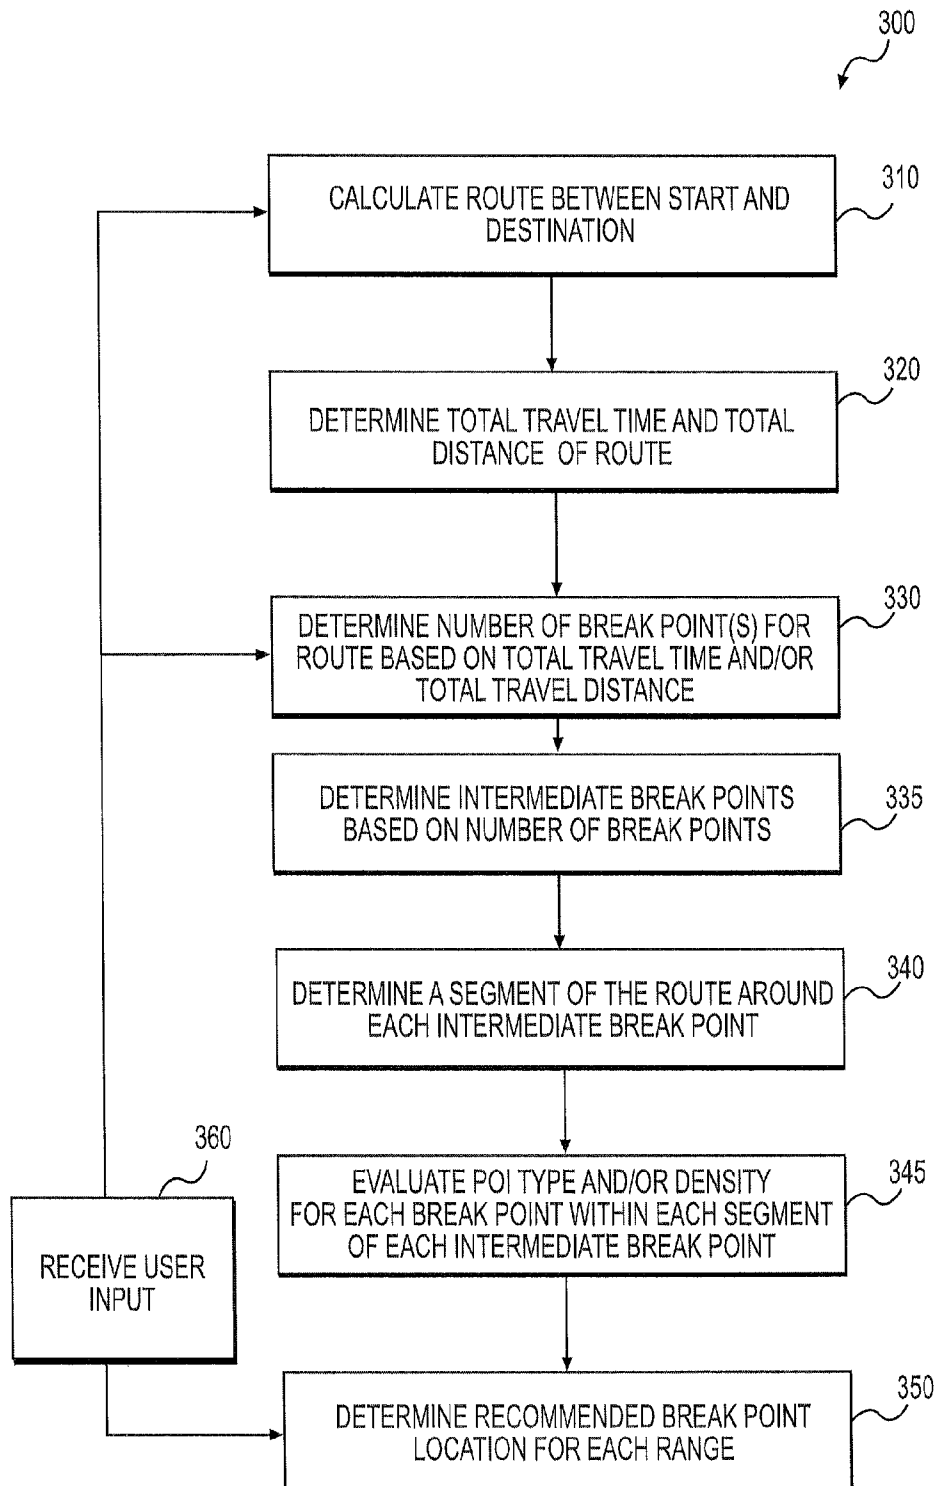 300
CALCULATE ROUTE BETWEEN START AND
DESTINATION
310
DETERMINE TOTAL TRAVEL TIME AND TOTAL
DISTANCE OF ROUTE
320
DETERMINE NUMBER OF BREAK POINT(S) FOR
ROUTE BASED ON TOTAL TRAVEL TIME AND/OR
TOTAL TRAVEL DISTANCE
330
DETERMINE INTERMEDIATE BREAK POINTS
BASED ON NUMBER OF BREAK POINTS
335
DETERMINE A SEGMENT OF THE ROUTE AROUND
EACH INTERMEDIATE BREAK POINT
340
EVALUATE POI TYPE AND/OR DENSITY
FOR EACH BREAK POINT WITHIN EACH SEGMENT
OF EACH INTERMEDIATE BREAK POINT
345
360
RECEIVE USER
INPUT
DETERMINE RECOMMENDED BREAK POINT
LOCATION FOR EACH RANGE
350